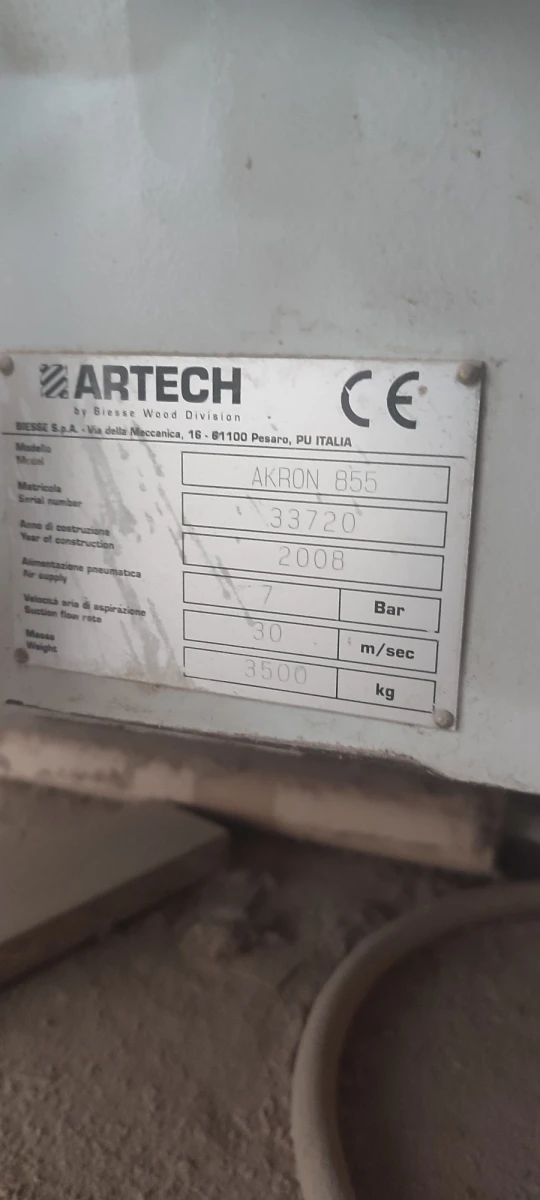 ARTECH
CE
by Biesse Wood Division
BIESSE S.p.A. - Via della Meccanica, 16 - 61100 Pesaro, PU ITALIA
Modello
Model
AKRON 855
Matricola
Serial number
33720
Anno di costruzione
Year of construction
2008
Alimentazione pneumatica
Air supply
7 Bar
Velocità aria di aspirazione
Suction flow rate
30 m/sec
Massa
Weight
3500 kg